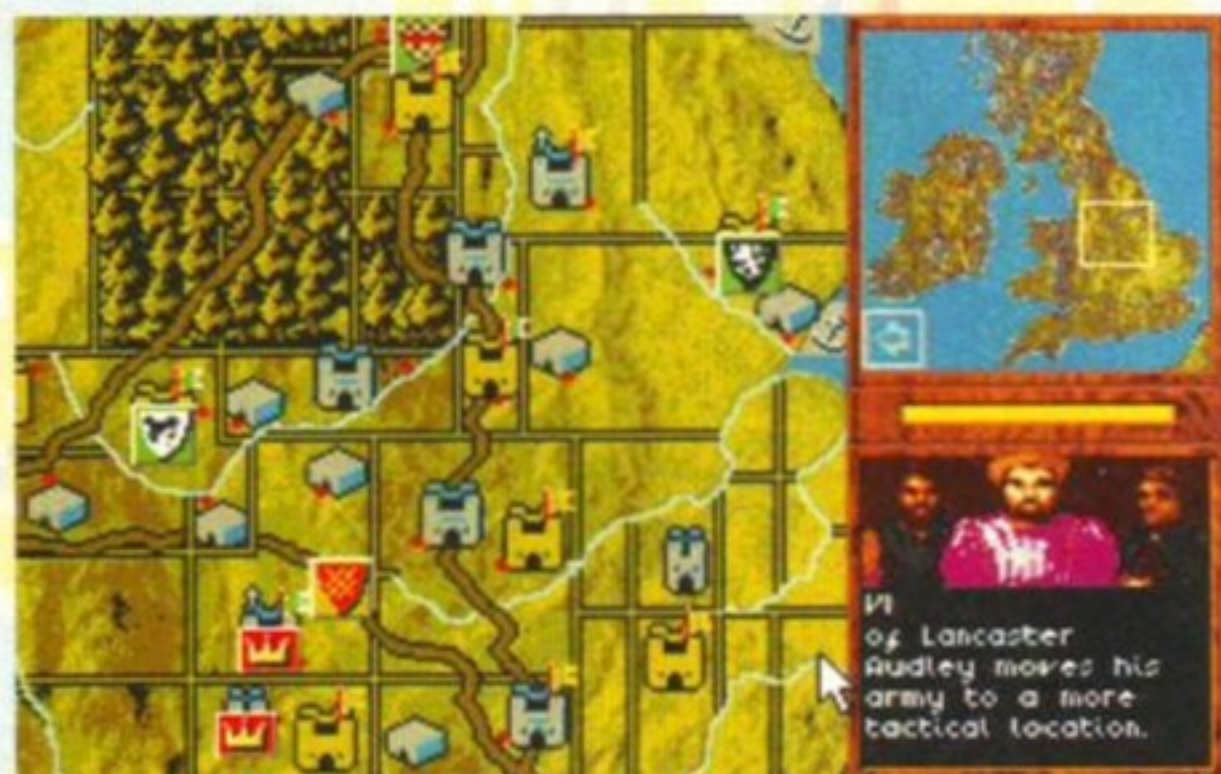 VI
of Lancaster
Audley moves his
army to a more
tactical location.